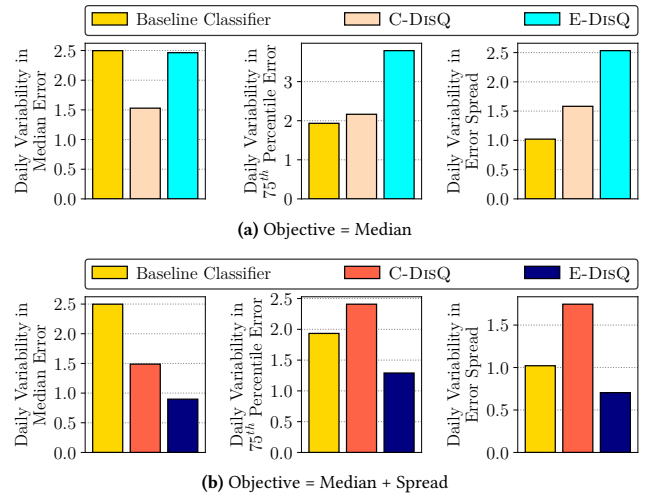 Baseline Classifier C-DisQ E-DisQ
Daily Variability in
Median Error
2.5
2.0
1.5
1.0
0.5
0.0
Daily Variability in
75th Percentile Error
3
2
1
0
Daily Variability in
Error Spread
2.5
2.0
1.5
1.0
0.5
0.0
(a) Objective = Median
Baseline Classifier C-DisQ E-DisQ
Daily Variability in
Median Error
2.5
2.0
1.5
1.0
0.5
0.0
Daily Variability in
75th Percentile Error
2.5
2.0
1.5
1.0
0.5
0.0
Daily Variability in
Error Spread
1.5
1.0
0.5
0.0
(b) Objective = Median + Spread